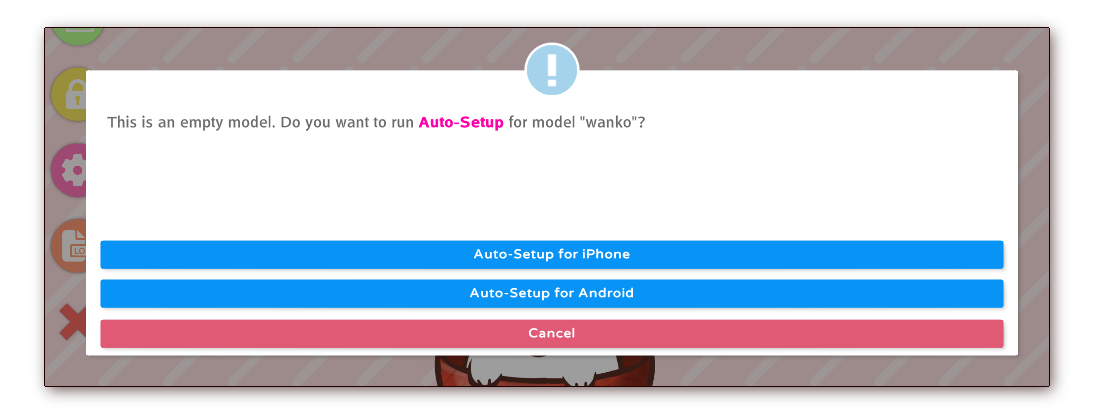 This is an empty model. Do you want to run Auto-Setup for model "wanko"?
Auto-Setup for iPhone
Auto-Setup for Android
Cancel